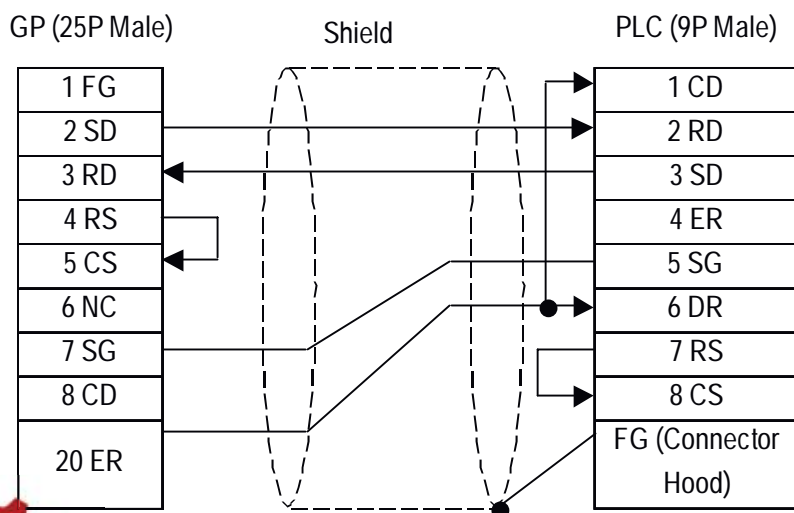 GP (25P Male)
Shield
PLC (9P Male)
1 FG
1 CD
2 SD
2 RD
3 RD
3 SD
4 RS
4 ER
5 CS
5 SG
6 NC
6 DR
7 SG
7 RS
8 CD
8 CS
20 ER
FG (Connector
Hood)